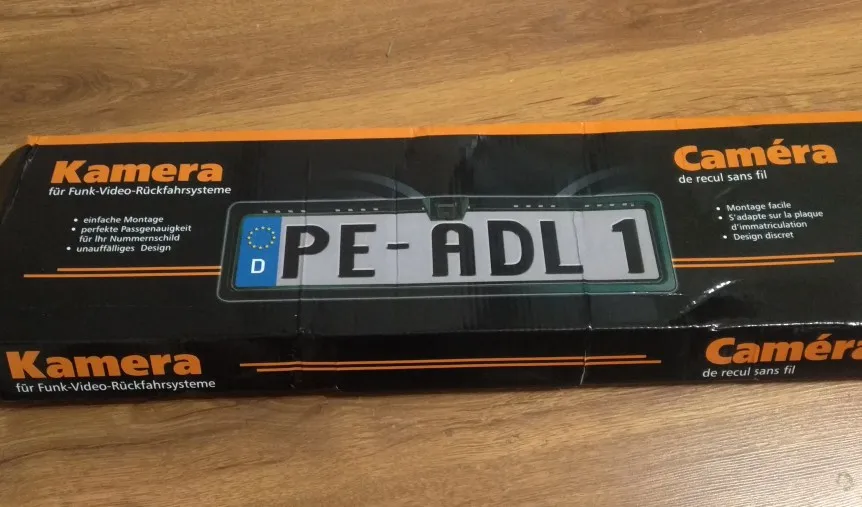 Kamera
für Funk-Video-Rückfahrsysteme
• einfache Montage
• perfekte Passgenauigkeit
für Ihr Nummernschild
• unauffälliges Design
D
PE-ADL 1
Caméra
de recul sans fil
• Montage facile
• S'adapte sur la plaque
d'immatriculation
• Design discret
Kamera
für Funk-Video-Rückfahrsysteme
Caméra
de recul sans fil